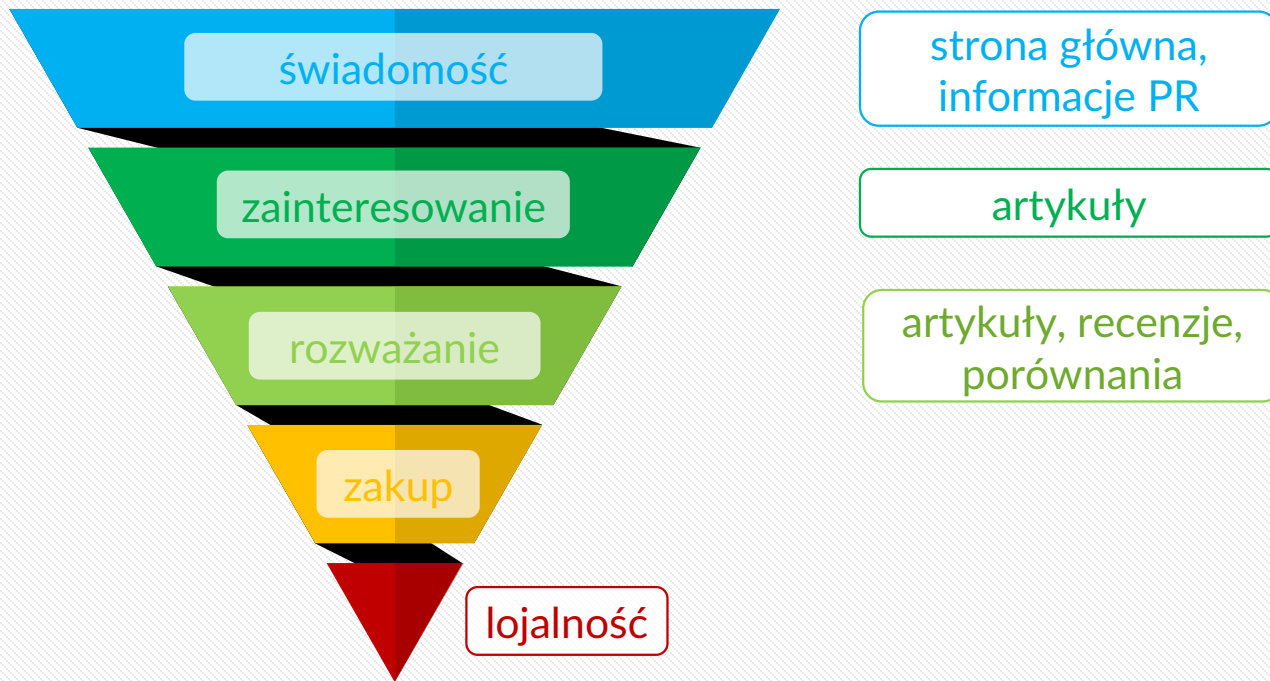 świadomość
strona główna,
informacje PR
zainteresowanie
artykuły
rozważanie
artykuły, recenzje,
porównania
zakup
lojalność